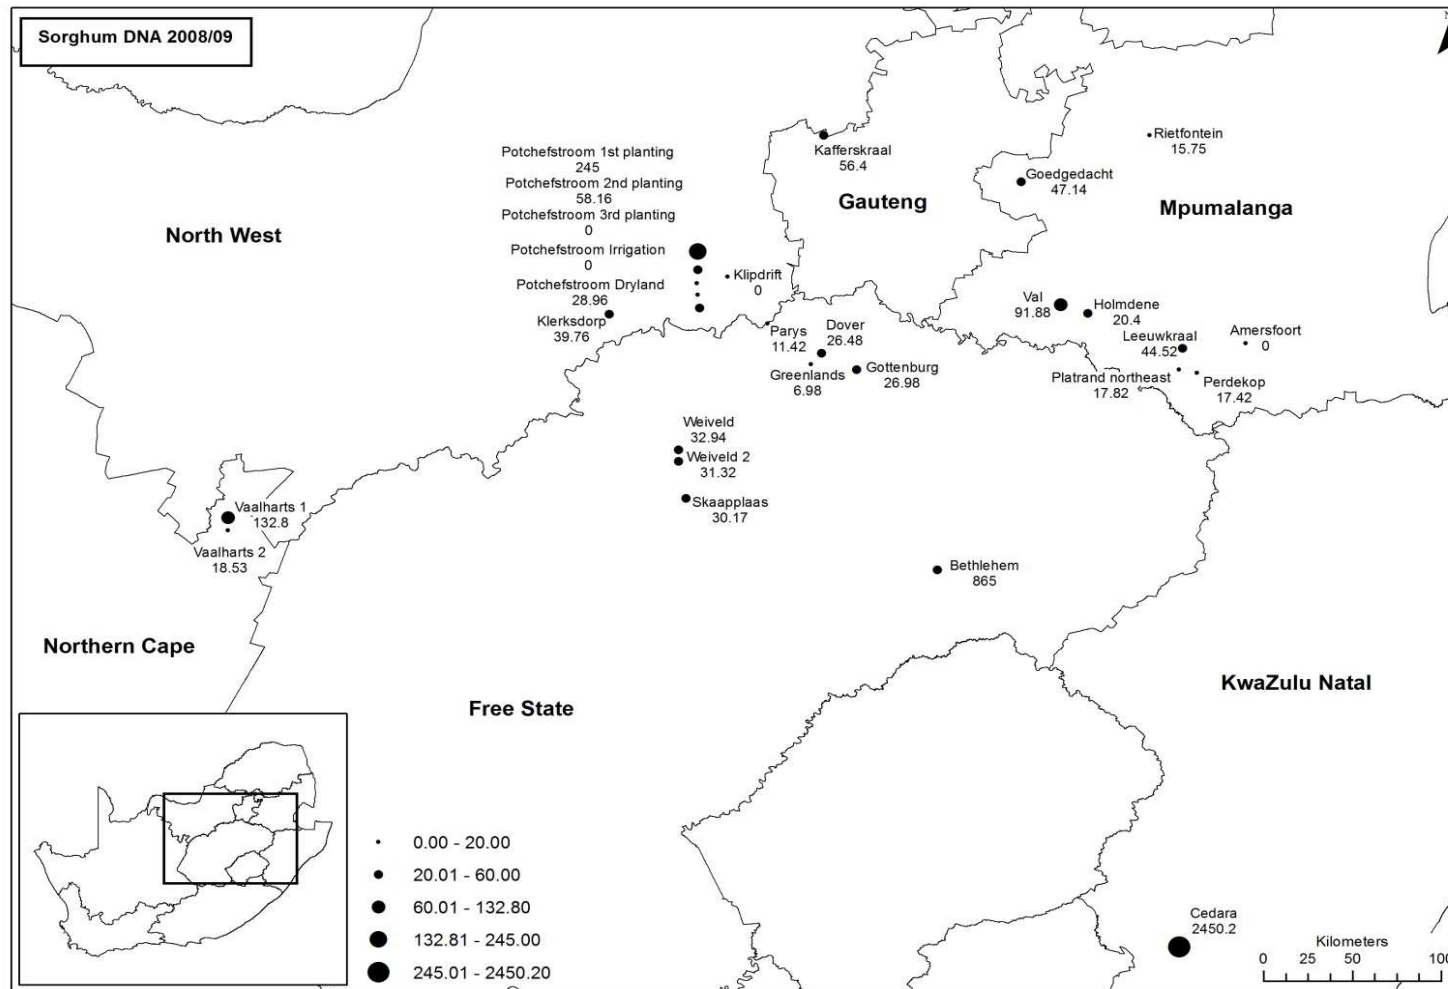 Sorghum DNA 2008/09
Rietfontein
15.75
Kafferskraal
56.4
Potchefstroom 1st planting
245
Goedgedacht
47.14
Potchefstroom 2nd planting
58.16
Gauteng
Mpumalanga
Potchefstroom 3rd planting
0
North West
Potchefstroom Irrigation
0
Klipdrift
0
Potchefstroom Dryland
28.96
Klerksdorp
39.76
Val
91.88
Holmdene
20.4
Parys
11.42
Dover
26.48
Leeuwkraal
44.52
Amersfoort
0
Greenlands
6.98
Gottenburg
26.98
Platrand northeast
17.82
Perdekop
17.42
Weiveld
32.94
Weiveld 2
31.32
Skaapplaas
30.17
Vaalharts 1
132.8
Vaalharts 2
18.53
Bethlehem
865
Northern Cape
KwaZulu Natal
Free State
0.00 - 20.00
20.01 - 60.00
60.01 - 132.80
132.81 - 245.00
245.01 - 2450.20
Cedara
2450.2
Kilometers
0 25 50 100